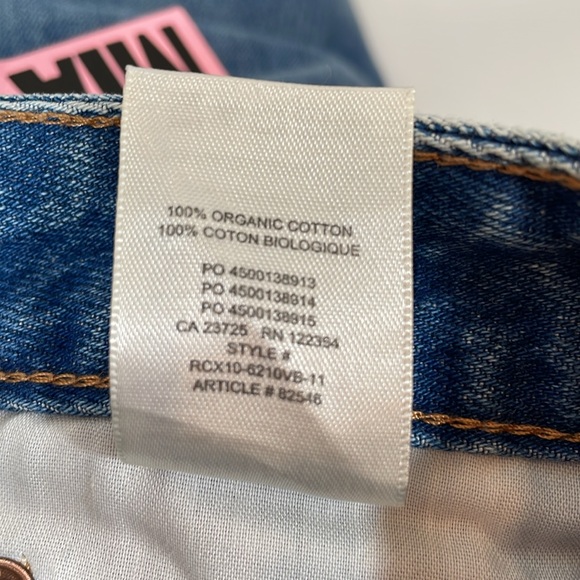 100% ORGANIC COTTON
100% COTON BIOLOGIQUE
PO 4500138913
PO 4500138914
PO 4500138915
CA 23725 RN 122354
STYLE #
RCX10-6210VB-11
ARTICLE # 82546